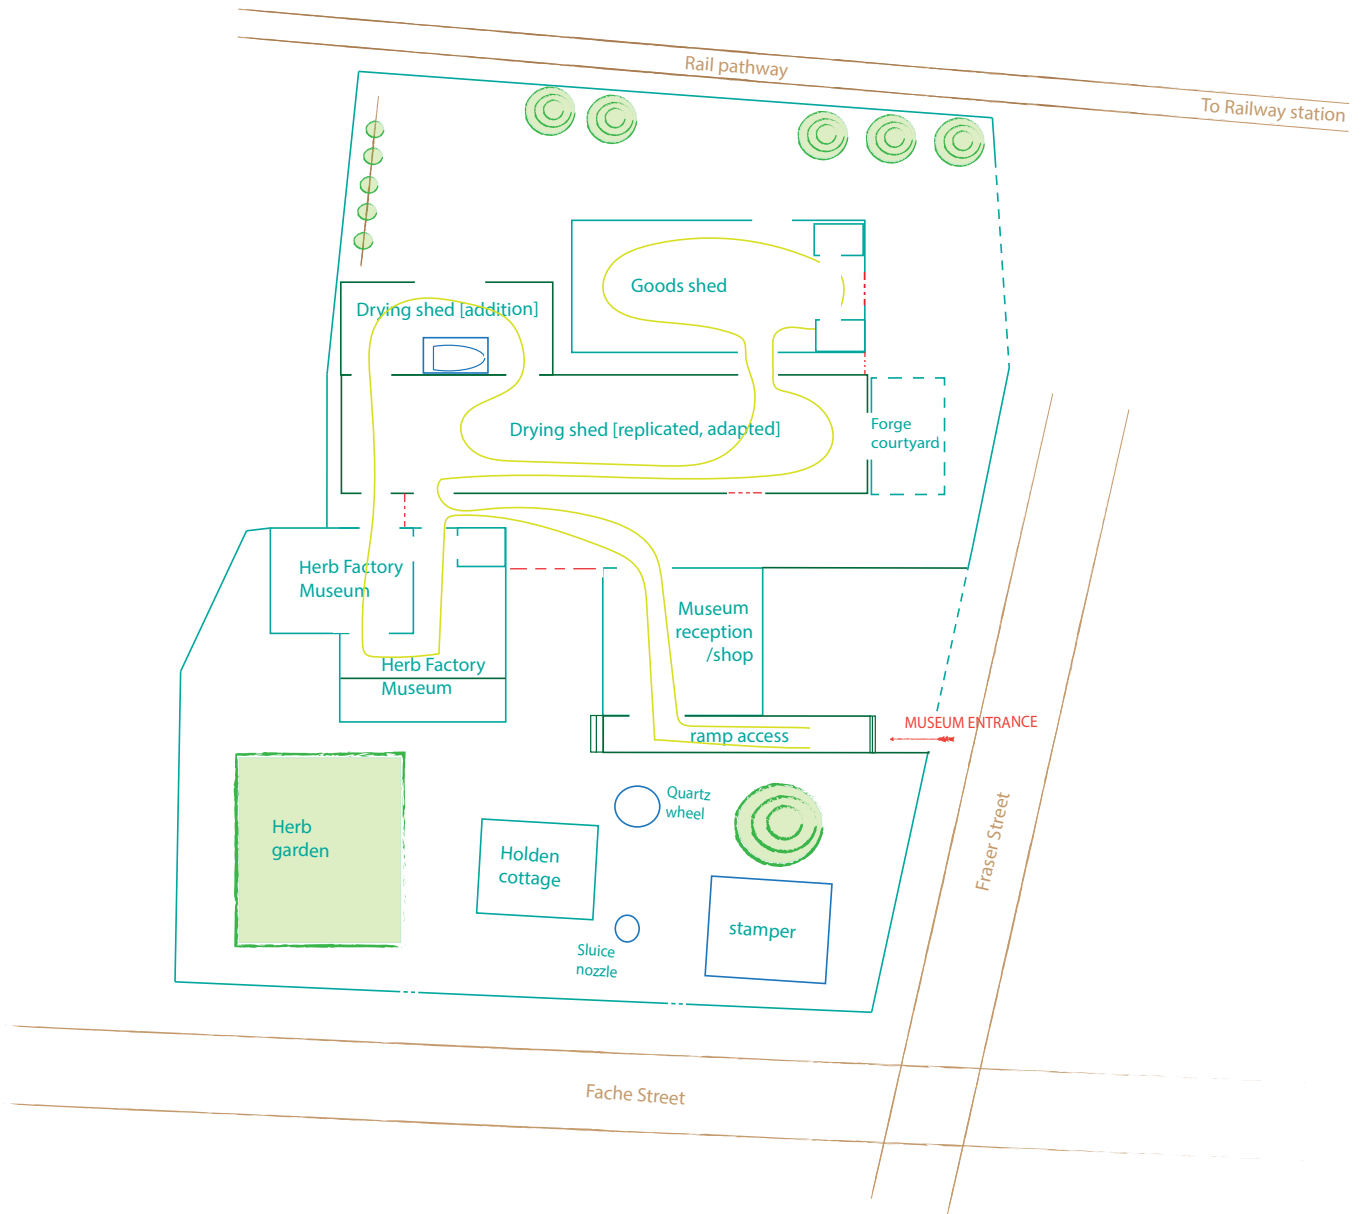 Rail pathway
To Railway station
Goods shed
Drying shed [addition]
Drying shed [replicated, adapted]
Forge
courtyard
Herb Factory
Museum
Museum
reception
/shop
Herb Factory
Museum
MUSEUM ENTRANCE
ramp access
Quartz
wheel
Herb
garden
Holden
cottage
Fraser Street
stamper
Sluice
nozzle
Fache Street